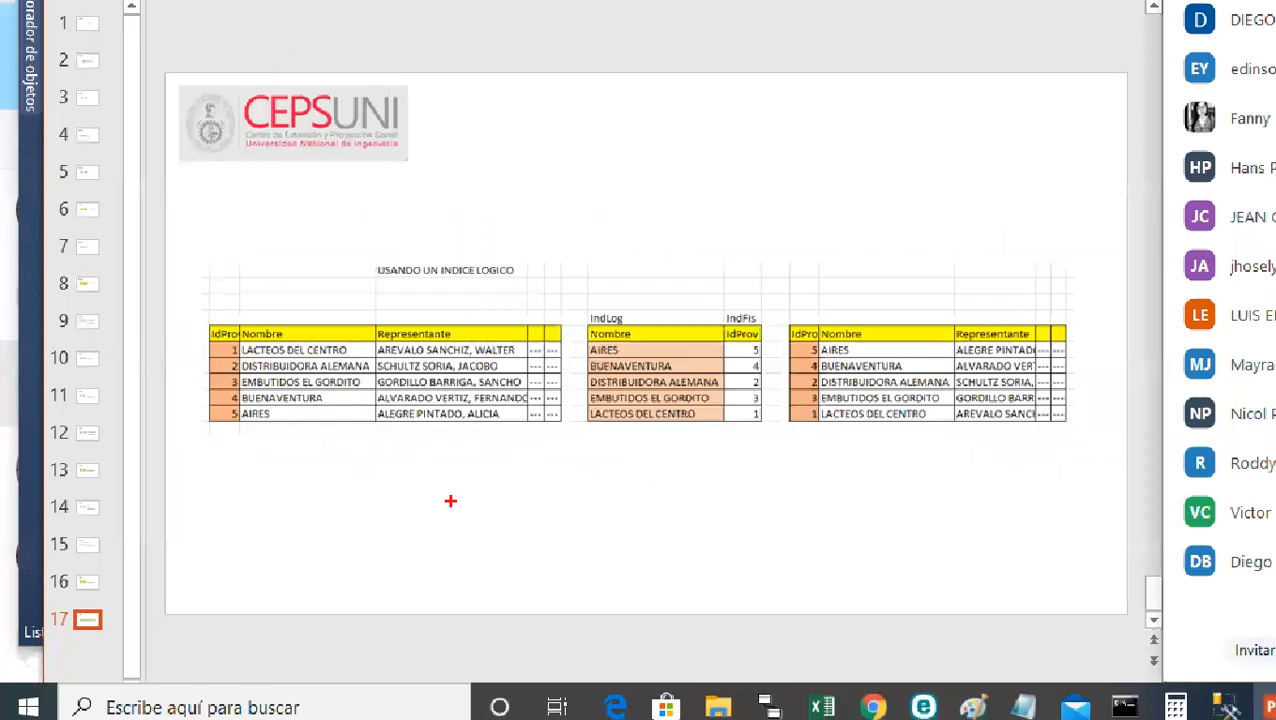 orador de objetos
List
1
2
3
4
5
6
7
8
9
10
11
12
13
14
15
16
17
CEPSUNI
Centro de Extensión y Proyección Social
Universidad Nacional de Ingeniería
USANDO UN INDICE LOGICO
IdPro Nombre Representante
1 LACTEOS DEL CENTRO AREVALO SANCHIZ, WALTER --- ---
2 DISTRIBUIDORA ALEMANA SCHULTZ SORIA, JACOBO --- ---
3 EMBUTIDOS EL GORDITO GORDILLO BARRIGA, SANCHO --- ---
4 BUENAVENTURA ALVARADO VERTIZ, FERNANDO --- ---
5 AIRES ALEGRE PINTADO, ALICIA --- ---
IndLog IndFis
Nombre IdProv
AIRES 5
BUENAVENTURA 4
DISTRIBUIDORA ALEMANA 2
EMBUTIDOS EL GORDITO 3
LACTEOS DEL CENTRO 1
IdPro Nombre Representante
5 AIRES ALEGRE PINTAD --- ---
4 BUENAVENTURA ALVARADO VERT --- ---
2 DISTRIBUIDORA ALEMANA SCHULTZ SORIA, --- ---
3 EMBUTIDOS EL GORDITO GORDILLO BARR --- ---
1 LACTEOS DEL CENTRO AREVALO SANC --- ---
D DIEGO
EY edinso
Fanny
HP Hans P
JC JEAN C
JA jhosely
LE LUIS E
MJ Mayra
NP Nicol P
R Roddy
VC Victor
DB Diego
Invitar
Escribe aquí para buscar